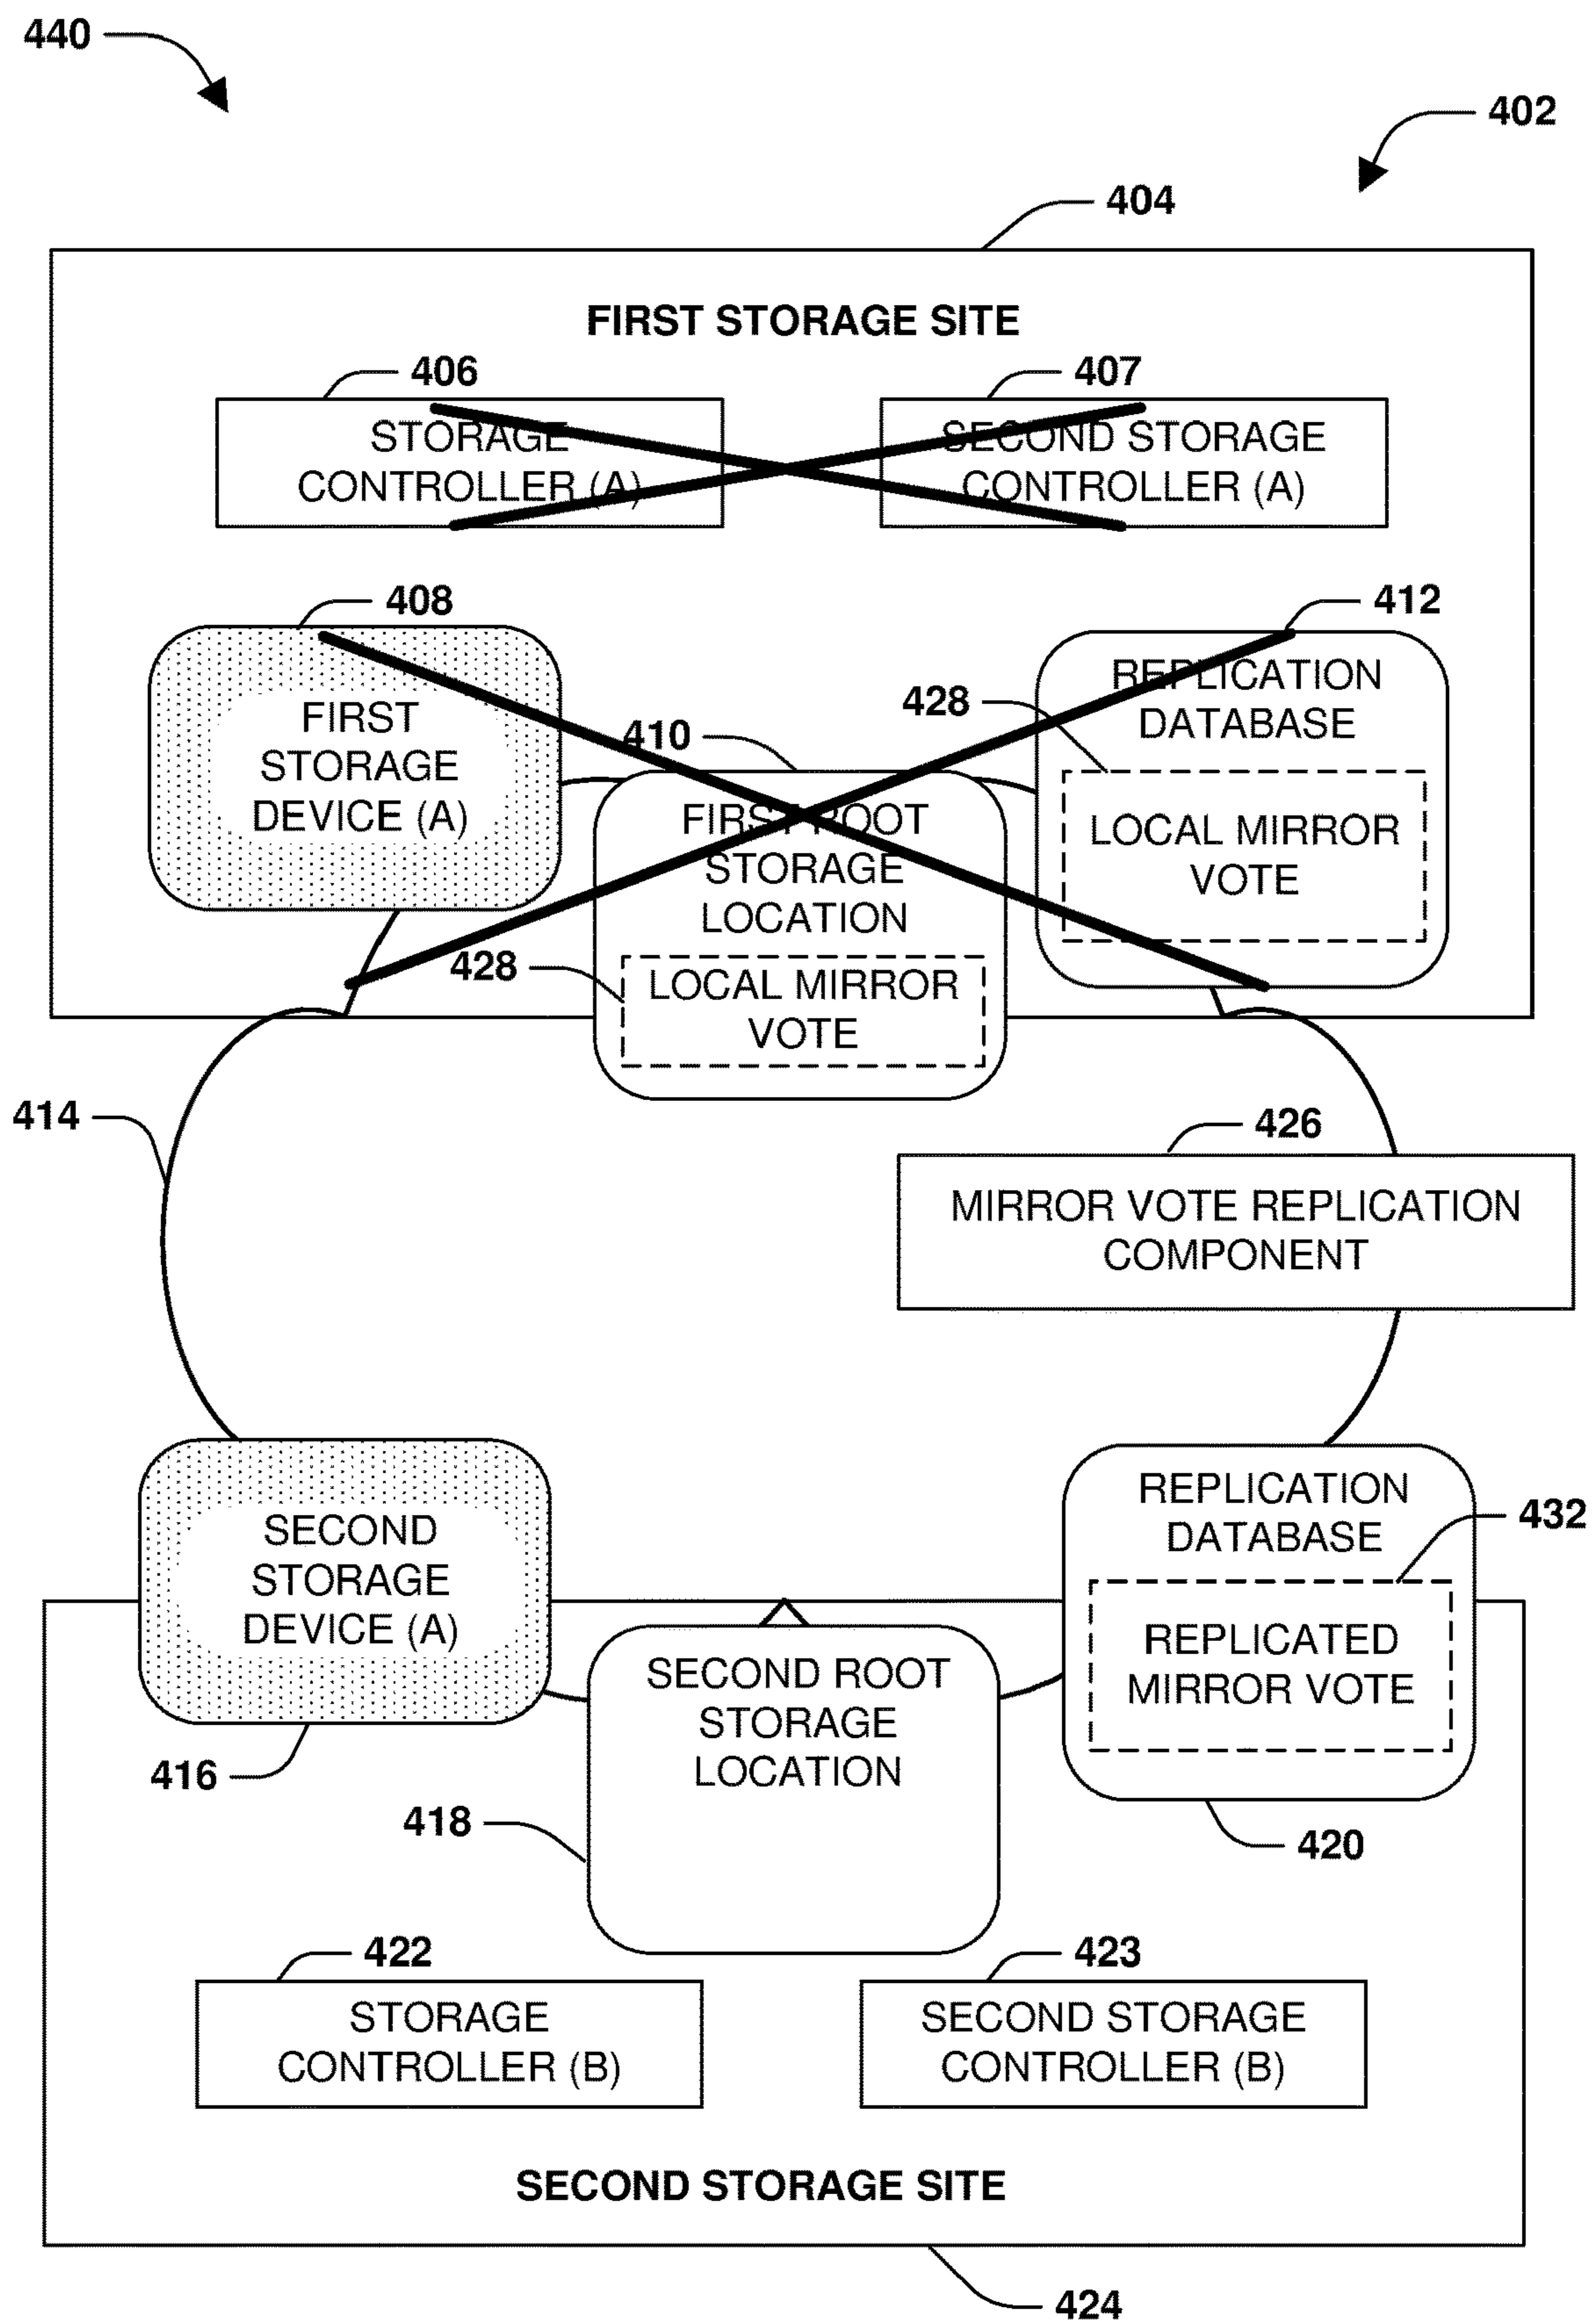 440
402
404
FIRST STORAGE SITE
406
407
STORAGE
CONTROLLER (A)
SECOND STORAGE
CONTROLLER (A)
408
412
FIRST
STORAGE
DEVICE (A)
410
428
REPLICATION
DATABASE
LOCAL MIRROR
VOTE
FIRST ROOT
STORAGE
LOCATION
428
LOCAL MIRROR
VOTE
414
426
MIRROR VOTE REPLICATION
COMPONENT
SECOND
STORAGE
DEVICE (A)
REPLICATION
DATABASE
432
REPLICATED
MIRROR VOTE
SECOND ROOT
STORAGE
LOCATION
416
418
420
422
423
STORAGE
CONTROLLER (B)
SECOND STORAGE
CONTROLLER (B)
SECOND STORAGE SITE
424